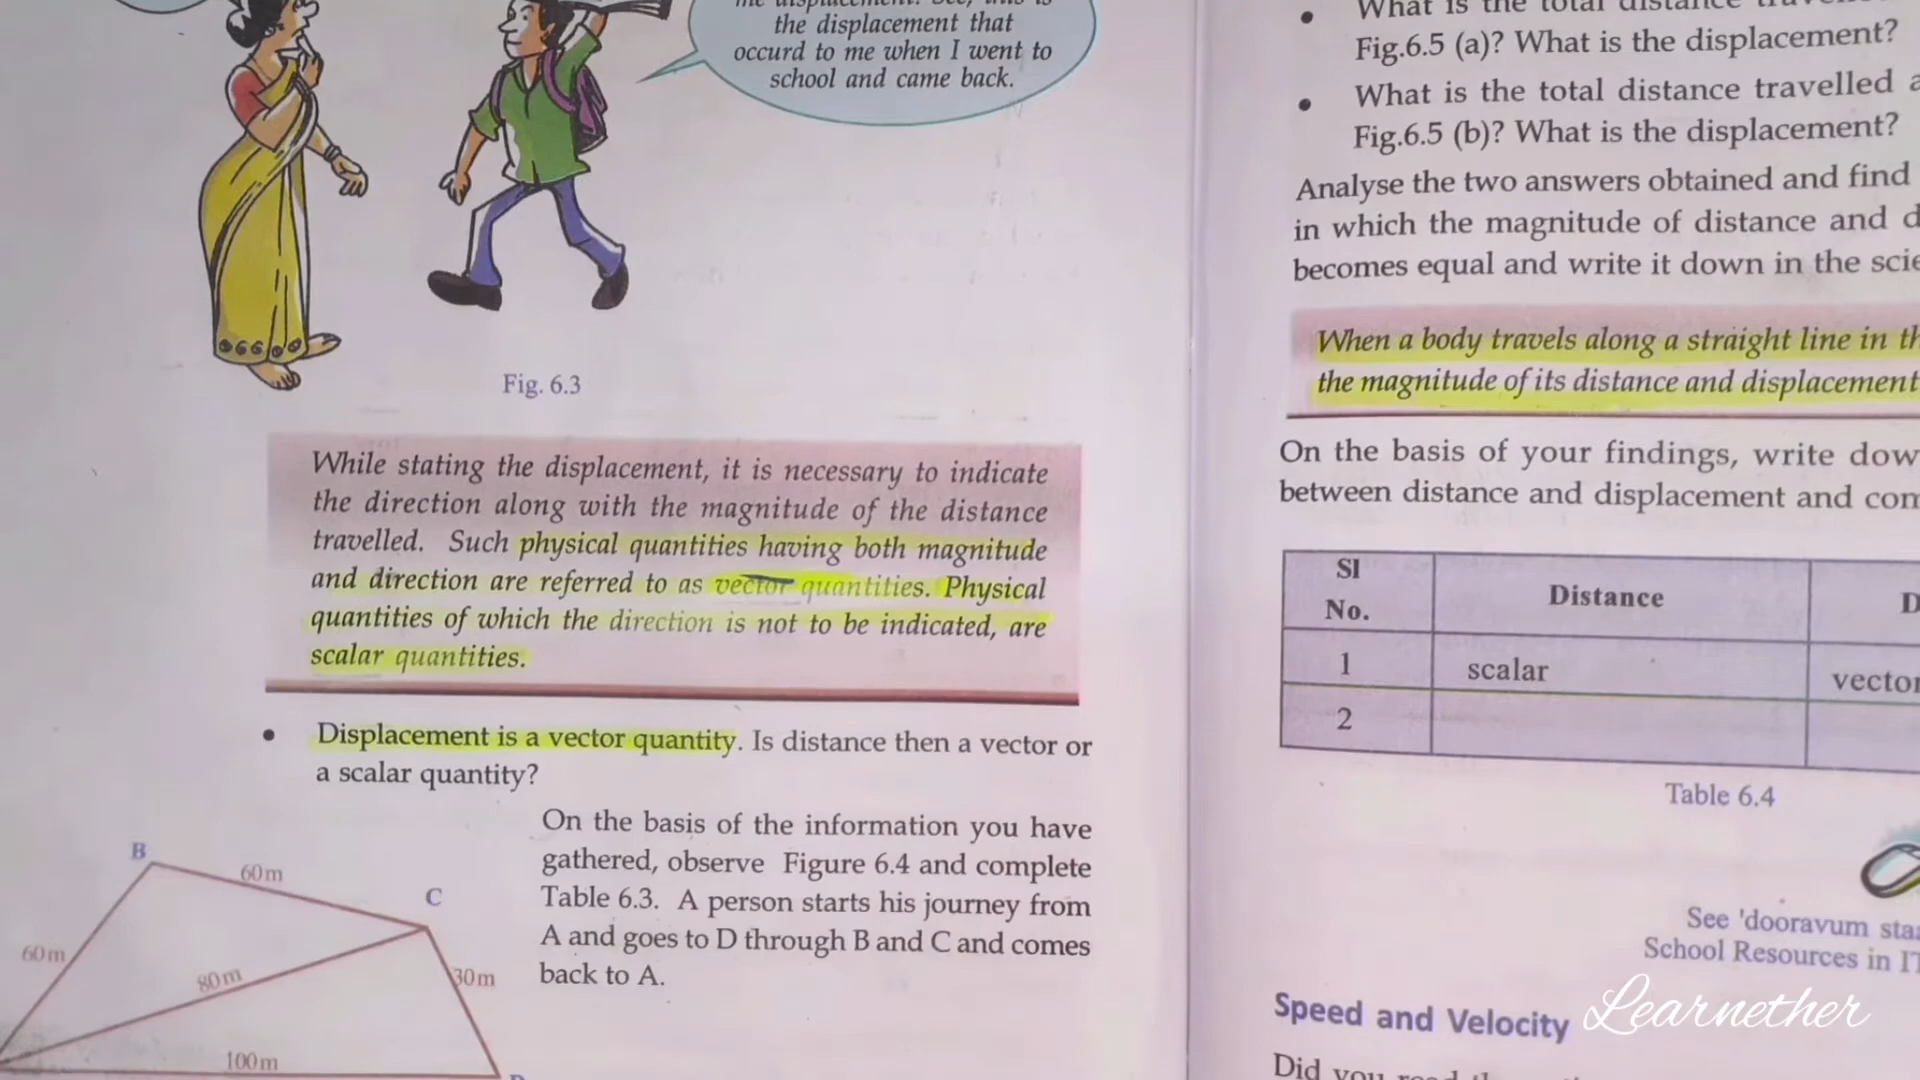 the displacement that
occurd to me when I went to
school and came back.
Fig. 6.3
While stating the displacement, it is necessary to indicate
the direction along with the magnitude of the distance
travelled. Such physical quantities having both magnitude
and direction are referred to as vector quantities. Physical
quantities of which the direction is not to be indicated, are
scalar quantities.
• Displacement is a vector quantity. Is distance then a vector or
a scalar quantity?
On the basis of the information you have
gathered, observe Figure 6.4 and complete
Table 6.3. A person starts his journey from
A and goes to D through B and C and comes
back to A.
B
60m
C
60m
80m
30m
100m
• What is the total distance
Fig.6.5 (a)? What is the displacement?
• What is the total distance travelled
Fig.6.5 (b)? What is the displacement?
Analyse the two answers obtained and find
in which the magnitude of distance and
becomes equal and write it down in the
When a body travels along a straight line in
the magnitude of its distance and displacement
On the basis of your findings, write
between distance and displacement and
Sl No. Distance
1 scalar vector
2
Table 6.4
See 'dooravum
School Resources in
Speed and Velocity
Learnether
Did you